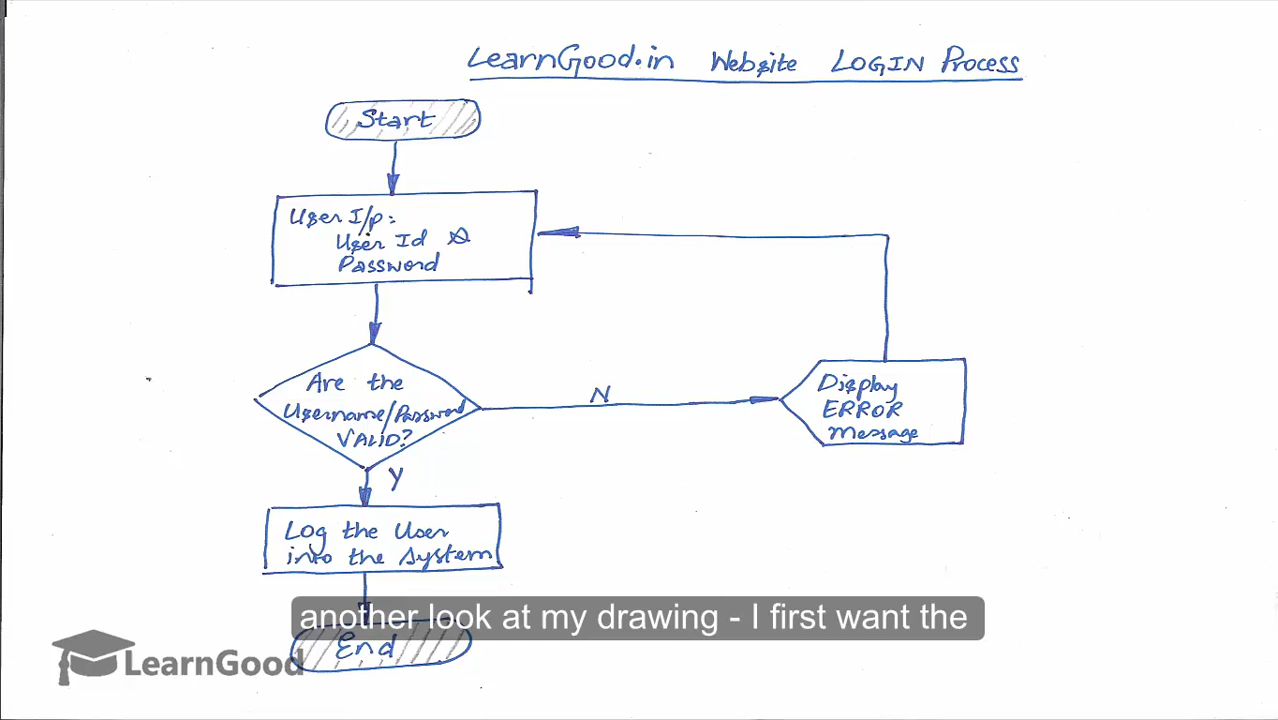 LearnGood.in Website LOGIN Process
Start
User I/p:
User Id &
Password
Are the
Username/Password
VALID?
N
Display
ERROR
Message
Y
Log the User
into the System
another look at my drawing - I first want the
End
LearnGood